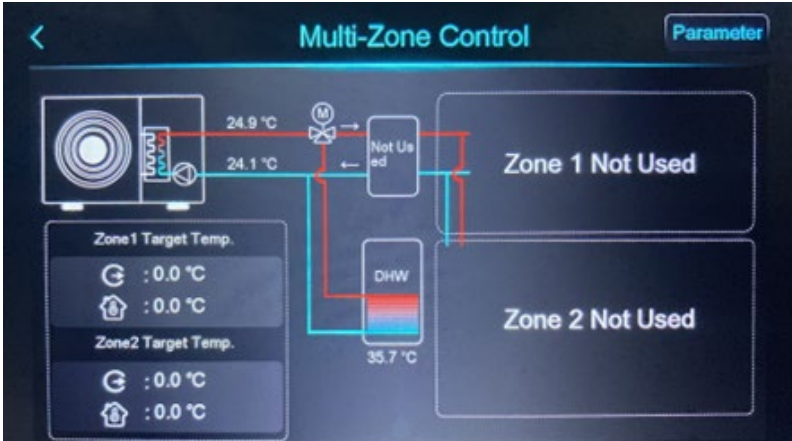 Multi-Zone Control
Parameter
24.9 °C
M
24.1 °C
Not Us
ed
Zone 1 Not Used
Zone1 Target Temp.
: 0.0 °C
: 0.0 °C
Zone2 Target Temp.
: 0.0 °C
: 0.0 °C
DHW
35.7 °C
Zone 2 Not Used